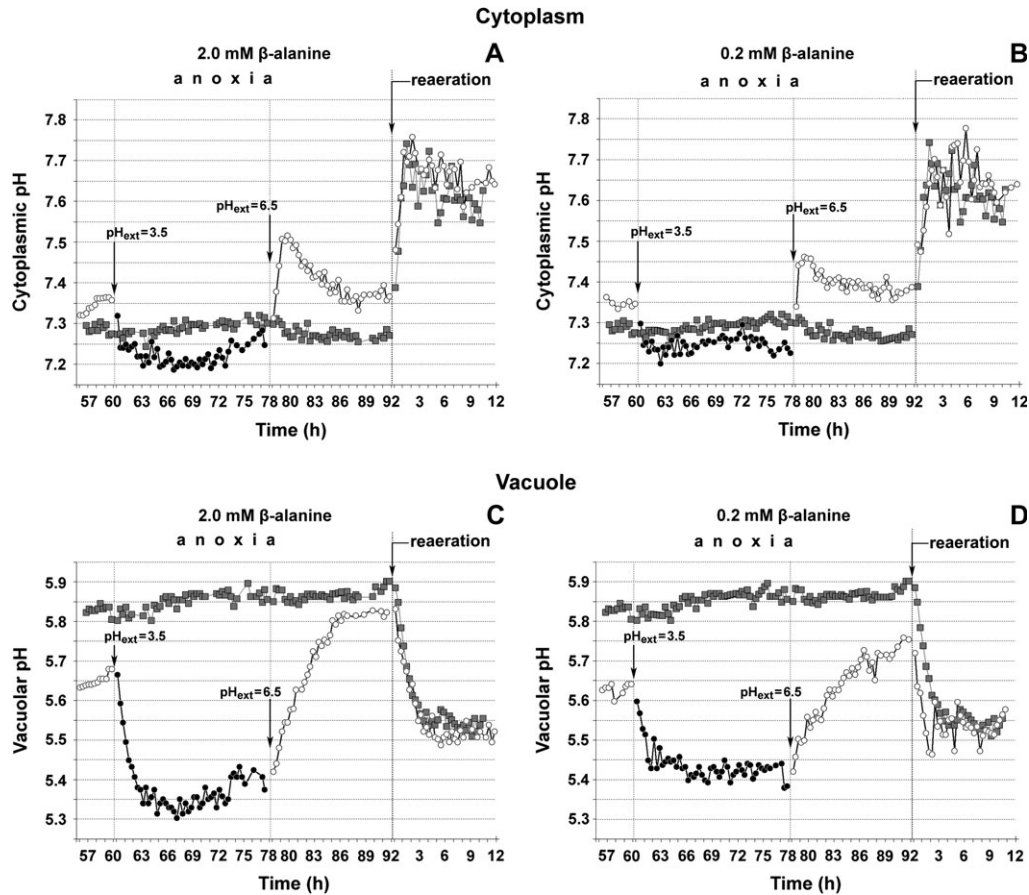 Cytoplasm
2.0 mM β-alanine
A
a n o x i a
reaeration
7.8
7.7
7.6
7.5
7.4
7.3
7.2
Cytoplasmic pH
pHext=3.5
pHext=6.5
57 60 63 66 69 72 75 78 80 83 86 89 92 3 6 9 12
Time (h)
0.2 mM β-alanine
B
a n o x i a
reaeration
7.8
7.7
7.6
7.5
7.4
7.3
7.2
Cytoplasmic pH
pHext=3.5
pHext=6.5
57 60 63 66 69 72 75 78 80 83 86 89 92 3 6 9 12
Time (h)
Vacuole
2.0 mM β-alanine
C
a n o x i a
reaeration
5.9
5.8
5.7
5.6
5.5
5.4
5.3
Vacuolar pH
pHext=3.5
pHext=6.5
57 60 63 66 69 72 75 78 80 83 86 89 92 3 6 9 12
Time (h)
0.2 mM β-alanine
D
a n o x i a
reaeration
5.9
5.8
5.7
5.6
5.5
5.4
5.3
Vacuolar pH
pHext=3.5
pHext=6.5
57 60 63 66 69 72 75 78 80 83 86 89 92 3 6 9 12
Time (h)